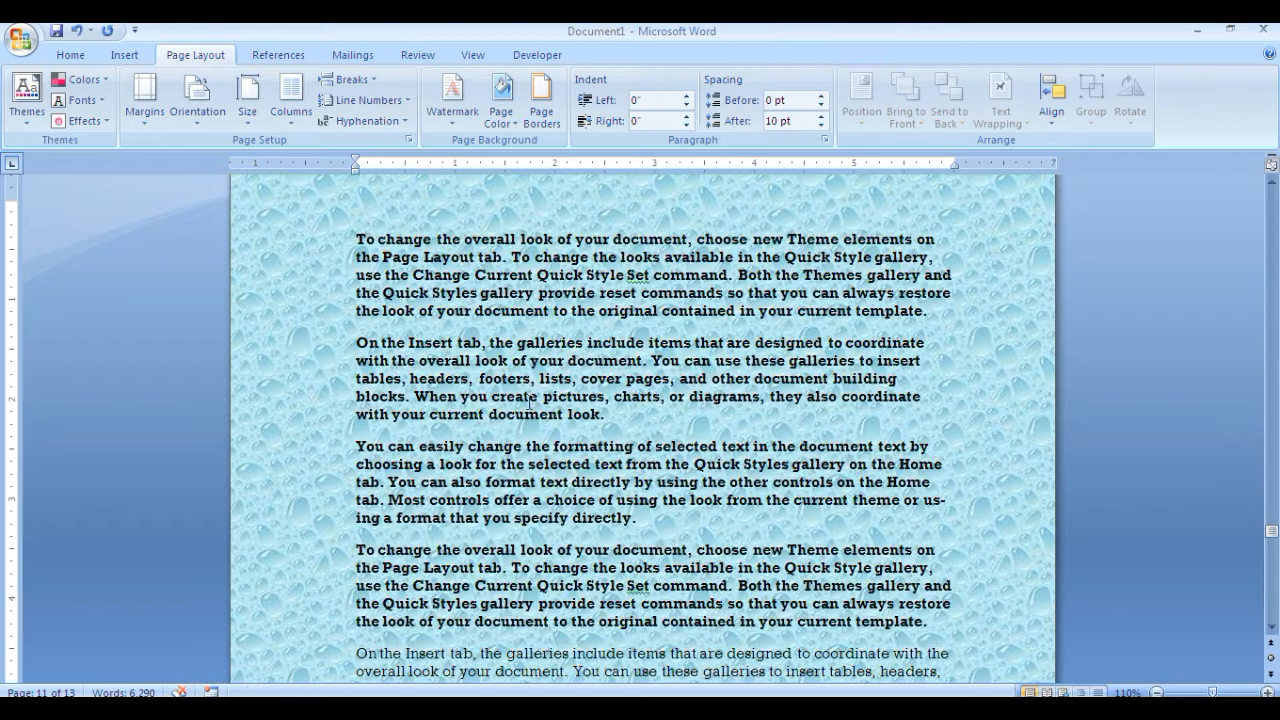 Document1 - Microsoft Word
Home Insert Page Layout References Mailings Review View Developer
Themes Colors Fonts Effects Themes
Margins Orientation Size Columns Breaks Line Numbers Hyphenation Page Setup
Watermark Page Color Page Borders Page Background
Indent Left: 0" Right: 0" Spacing Before: 0 pt After: 10 pt Paragraph
Position Bring to Front Send to Back Text Wrapping Align Group Rotate Arrange
1 1 2 3 4 5 7
1
2
3
4
To change the overall look of your document, choose new Theme elements on
the Page Layout tab. To change the looks available in the Quick Style gallery,
use the Change Current Quick Style Set command. Both the Themes gallery and
the Quick Styles gallery provide reset commands so that you can always restore
the look of your document to the original contained in your current template.
On the Insert tab, the galleries include items that are designed to coordinate
with the overall look of your document. You can use these galleries to insert
tables, headers, footers, lists, cover pages, and other document building
blocks. When you create pictures, charts, or diagrams, they also coordinate
with your current document look.
You can easily change the formatting of selected text in the document text by
choosing a look for the selected text from the Quick Styles gallery on the Home
tab. You can also format text directly by using the other controls on the Home
tab. Most controls offer a choice of using the look from the current theme or us-
ing a format that you specify directly.
To change the overall look of your document, choose new Theme elements on
the Page Layout tab. To change the looks available in the Quick Style gallery,
use the Change Current Quick Style Set command. Both the Themes gallery and
the Quick Styles gallery provide reset commands so that you can always restore
the look of your document to the original contained in your current template.
On the Insert tab, the galleries include items that are designed to coordinate with the
overall look of your document. You can use these galleries to insert tables, headers,
Page: 11 of 13 Words: 6,290 110%